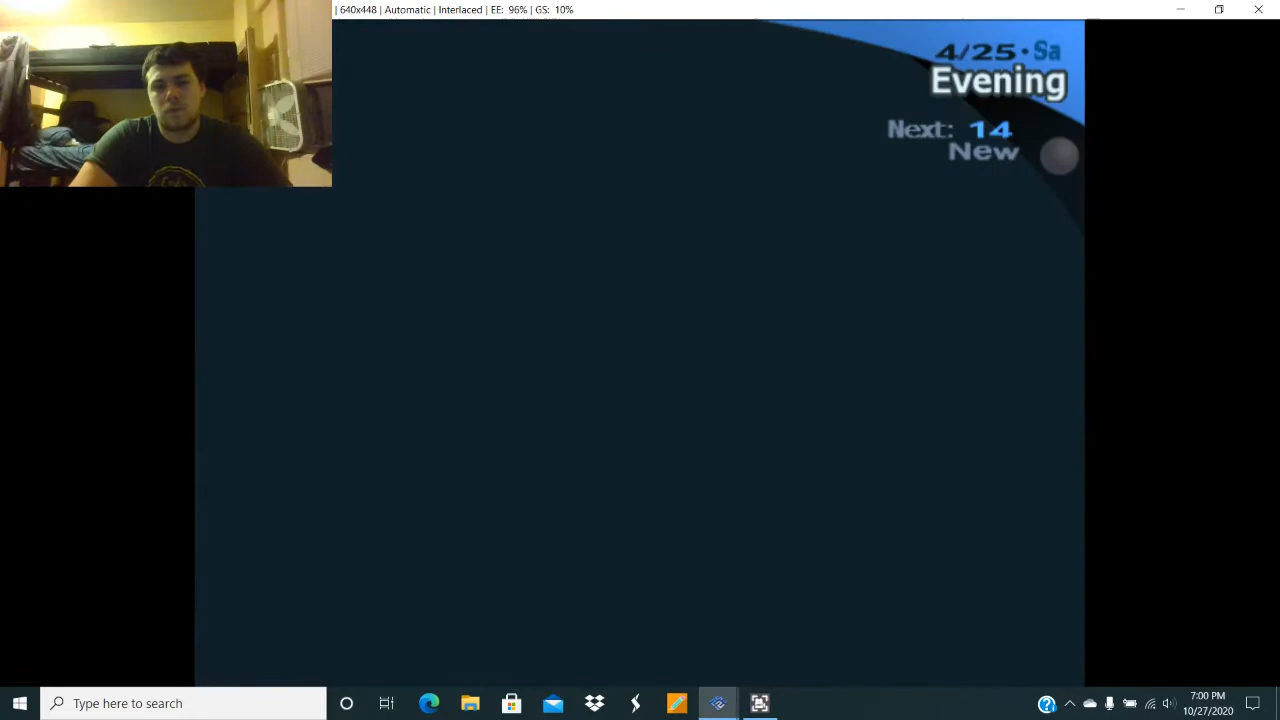 | 640x448 | Automatic | Interlaced | EE: 96% | GS: 10%
4/25 · Sa
Evening
Next: 14
New
Type here to search
7:00 PM
10/27/2020